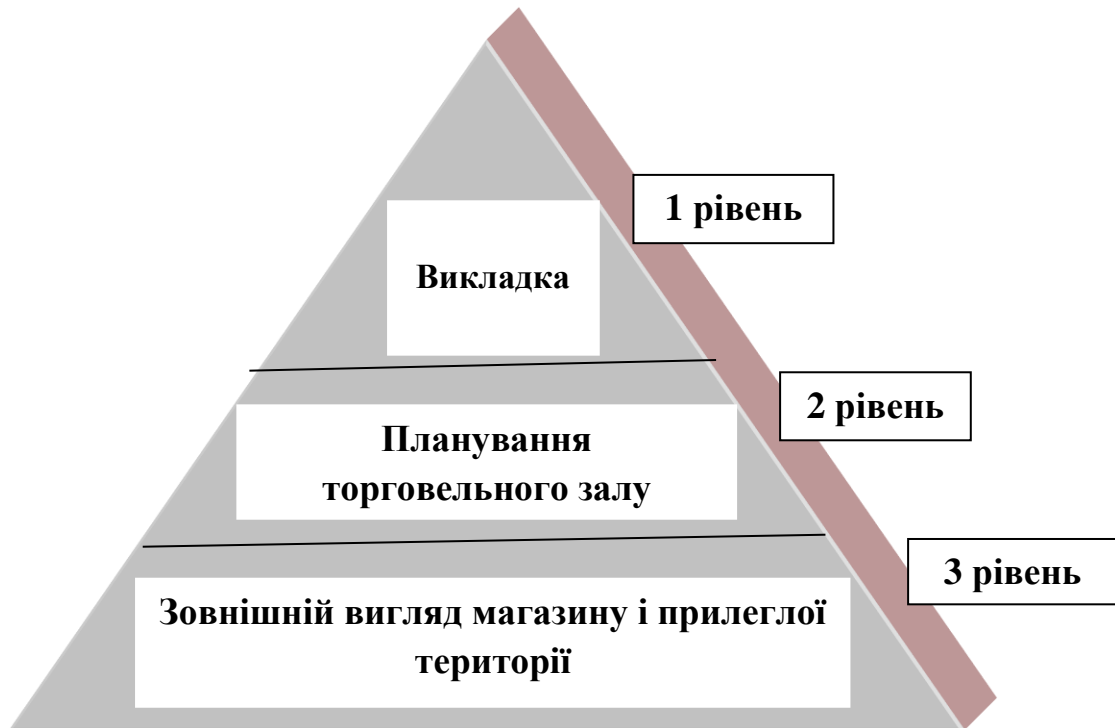 1 рівень
Викладка
2 рівень
Планування
торговельного залу
3 рівень
Зовнішній вигляд магазину і прилеглої
території